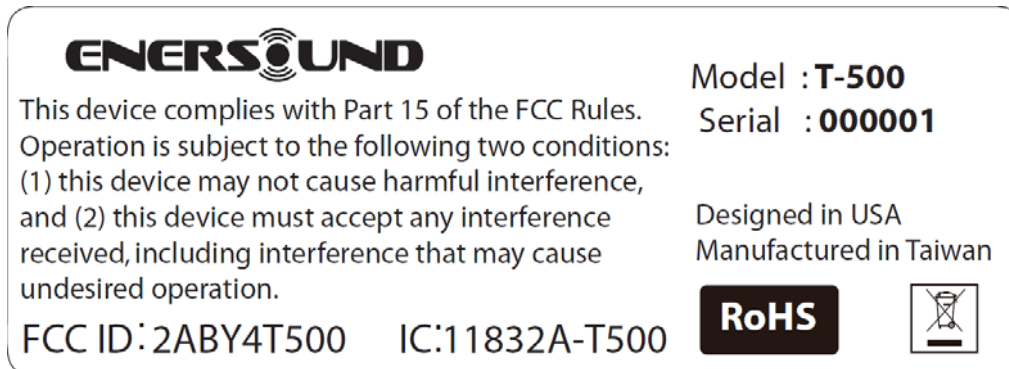 ENERSOUND
This device complies with Part 15 of the FCC Rules.
Operation is subject to the following two conditions:
(1) this device may not cause harmful interference,
and (2) this device must accept any interference
received, including interference that may cause
undesired operation.
FCC ID: 2ABY4T500 IC:11832A-T500
Model : T-500
Serial : 000001
Designed in USA
Manufactured in Taiwan
RoHS